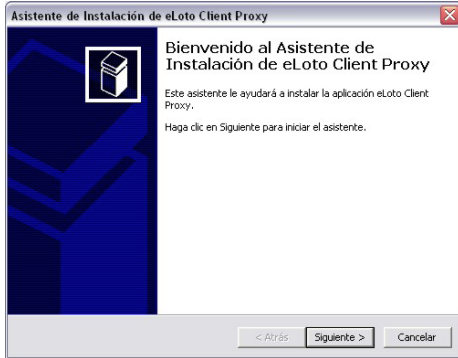 Asistente de Instalación de eLoto Client Proxy
Bienvenido al Asistente de
Instalación de eLoto Client Proxy
Este asistente le ayudará a instalar la aplicación eLoto Client
Proxy.
Haga clic en Siguiente para iniciar el asistente.
< Atrás Siguiente > Cancelar